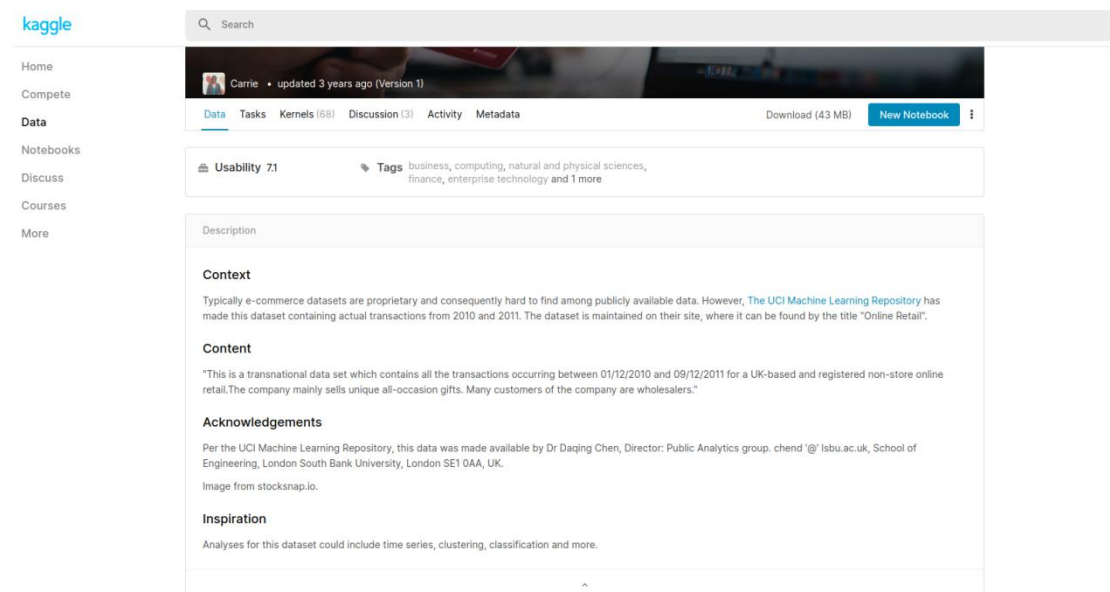 kaggle
Search
Home
Compete
Data
Notebooks
Discuss
Courses
More
Carrie • updated 3 years ago (Version 1)
Data Tasks Kernels (68) Discussion (3) Activity Metadata Download (43 MB) New Notebook
Usability 7.1 Tags business, computing, natural and physical sciences,
finance, enterprise technology and 1 more
Description
Context
Typically e-commerce datasets are proprietary and consequently hard to find among publicly available data. However, The UCI Machine Learning Repository has
made this dataset containing actual transactions from 2010 and 2011. The dataset is maintained on their site, where it can be found by the title "Online Retail".
Content
"This is a transnational data set which contains all the transactions occurring between 01/12/2010 and 09/12/2011 for a UK-based and registered non-store online
retail.The company mainly sells unique all-occasion gifts. Many customers of the company are wholesalers."
Acknowledgements
Per the UCI Machine Learning Repository, this data was made available by Dr Daqing Chen, Director: Public Analytics group. chend '@' lsbu.ac.uk, School of
Engineering, London South Bank University, London SE1 0AA, UK.
Image from stocksnap.io.
Inspiration
Analyses for this dataset could include time series, clustering, classification and more.